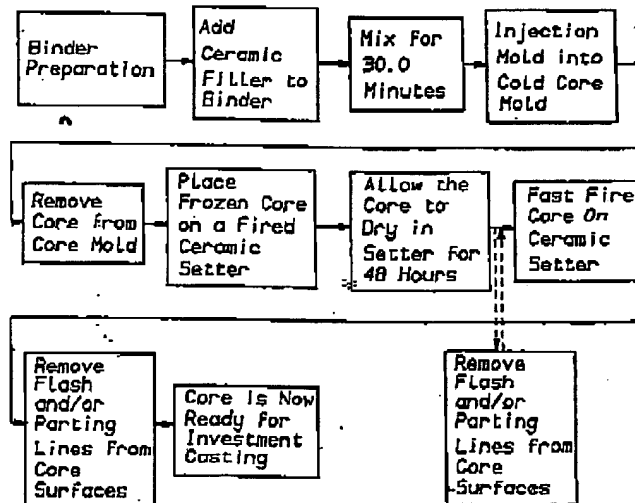 Binder
Preparation
Add
Ceramic
Filler to
Binder
Mix for
30.0
Minutes
Injection
Mold into
Cold Core
Mold
Remove
Core from
Core Mold
Place
Frozen Core
on a Fired
Ceramic
Setter
Allow the
Core to
Dry in
Setter for
48 Hours
Fast Fire
Core On
Ceramic
Setter
Remove
Flash
and/or
Parting
Lines from
Core
Surfaces
Core is Now
Ready for
Investment
Casting
Remove
Flash
and/or
Parting
Lines from
Core
Surfaces